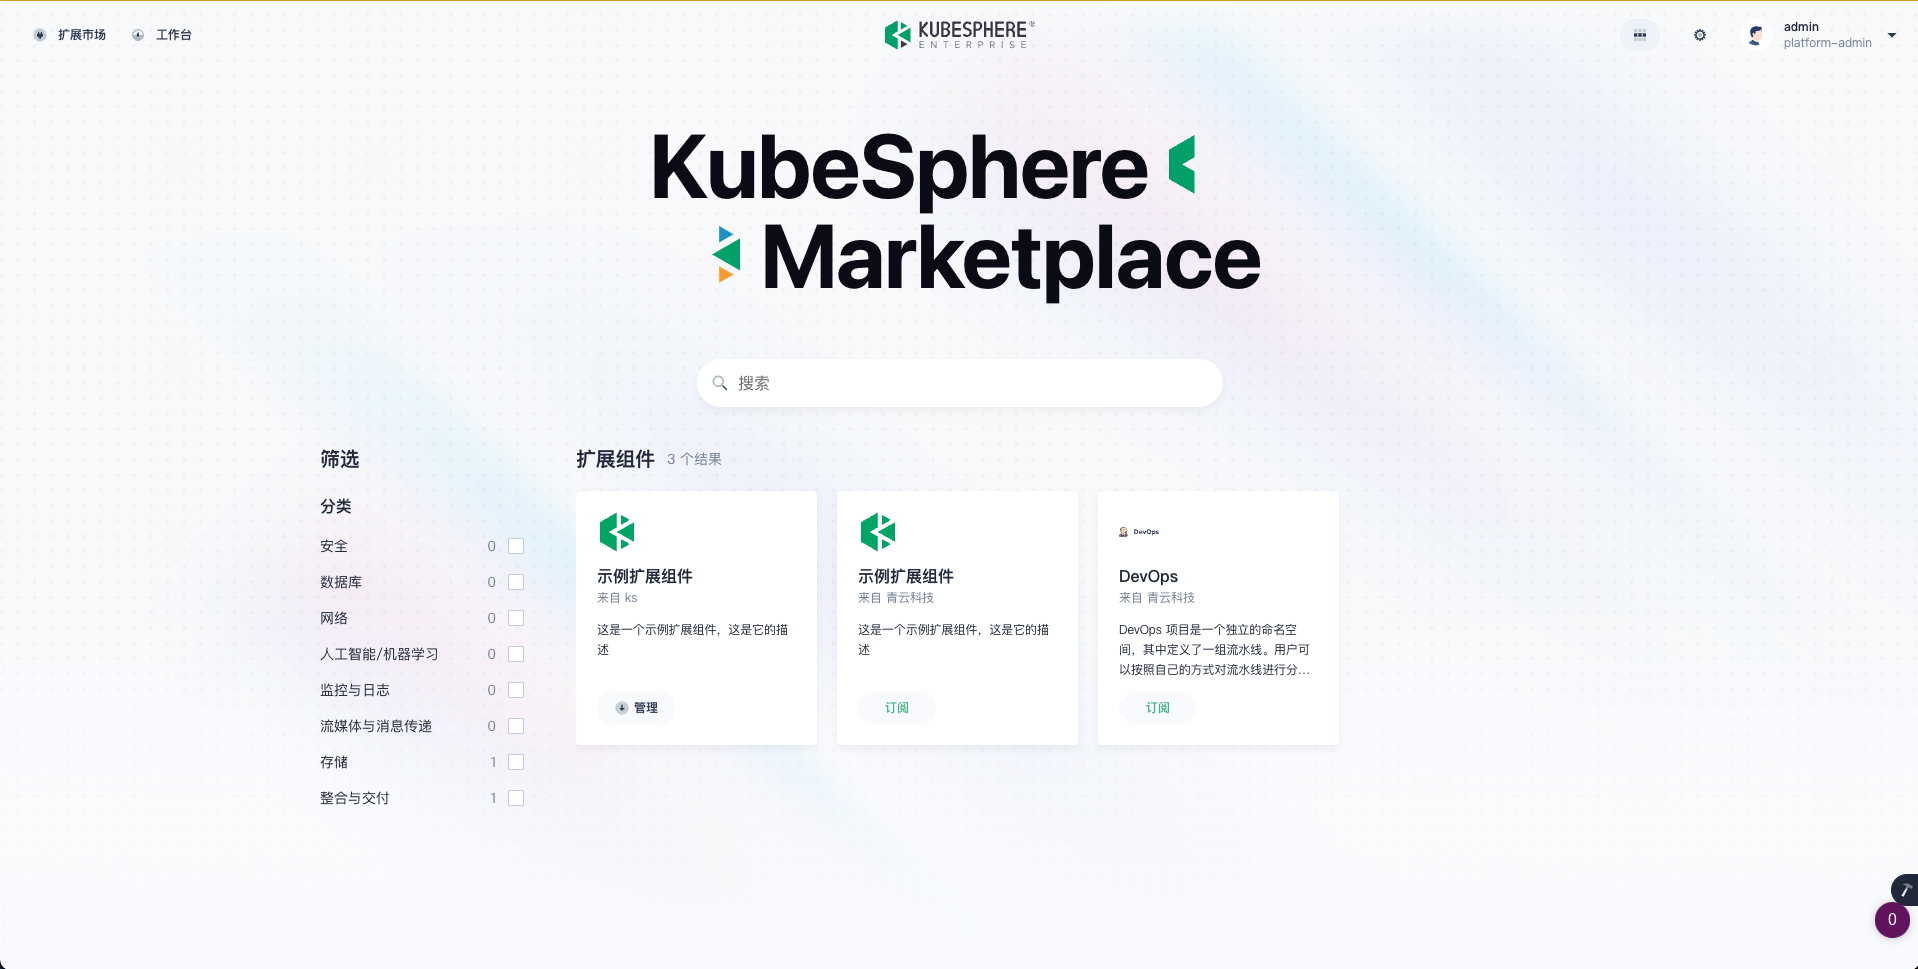 扩展市场
工作台
KUBESPHERE®
ENTERPRISE
admin
platform-admin
KubeSphere
Marketplace
搜索
筛选
分类
安全 0
数据库 0
网络 0
人工智能/机器学习 0
监控与日志 0
流媒体与消息传递 0
存储 1
整合与交付 1
扩展组件 3 个结果
示例扩展组件
来自 ks
这是一个示例扩展组件，这是它的描
述
管理
示例扩展组件
来自 青云科技
这是一个示例扩展组件，这是它的描
述
订阅
DevOps
DevOps
来自 青云科技
DevOps 项目是一个独立的命名空
间，其中定义了一组流水线。用户可
以按照自己的方式对流水线进行分...
订阅
0